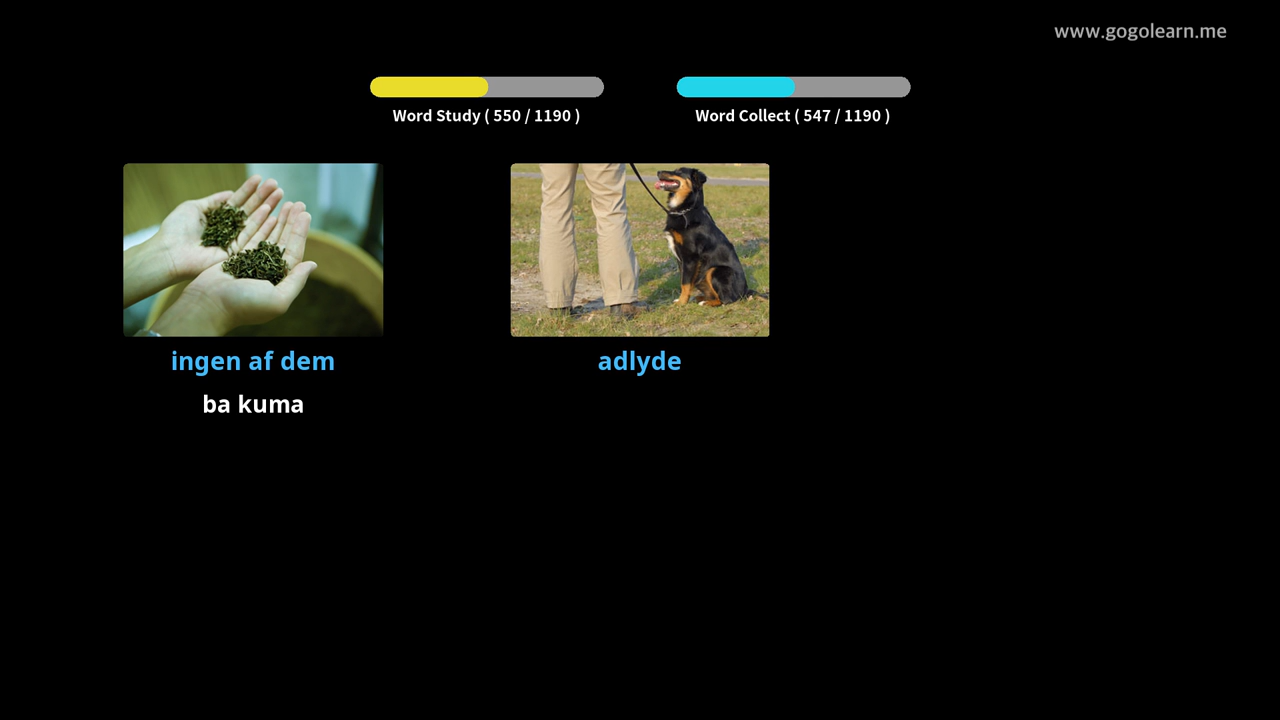 www.gogolearn.me
Word Study ( 550 / 1190 )
Word Collect ( 547 / 1190 )
ingen af dem
adlyde
ba kuma